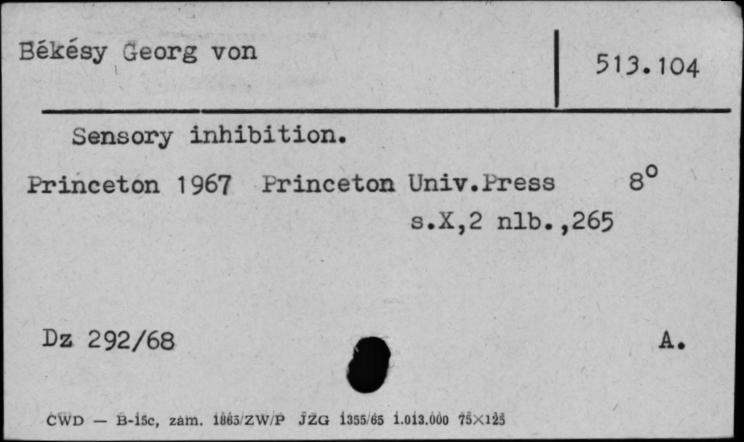 Békésy Georg von
513.104
Sensory inhibition.
Princeton 1967 Princeton Univ.Press 8°
s.X,2 nlb.,265
Dz 292/68 A.
CWD — B-15c, zam. 1865/ZW/P JZG 1355/65 1.013.000 75×125